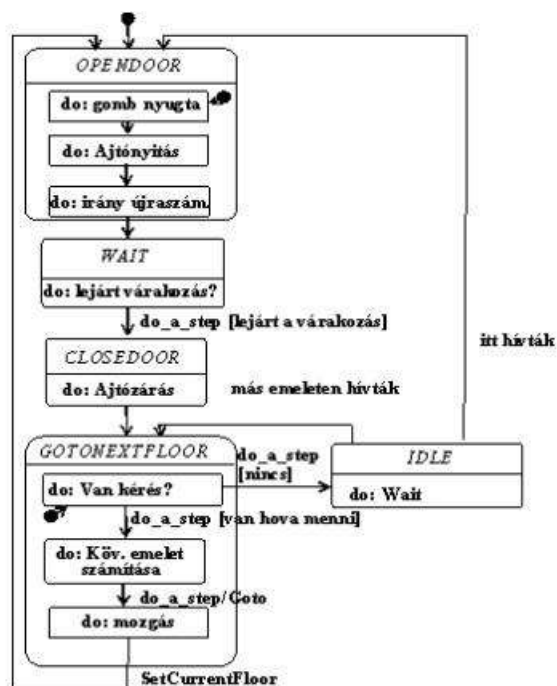 OPENDOOR
do: gomb nyugta
do: Ajtónyitás
do: irány újraszám.
WAIT
do: lejárt várakozás?
do_a_step [lejárt a várakozás]
itt hívták
CLOSEDOOR
do: Ajtózárás
más emeleten hívták
GOTONEXTFLOOR
do_a_step
[nincs]
IDLE
do: Van kérés?
do: Wait
do_a_step [van hova menni]
do: Köv. emelet
számítása
do_a_step/Goto
do: mozgás
SetCurrentFloor